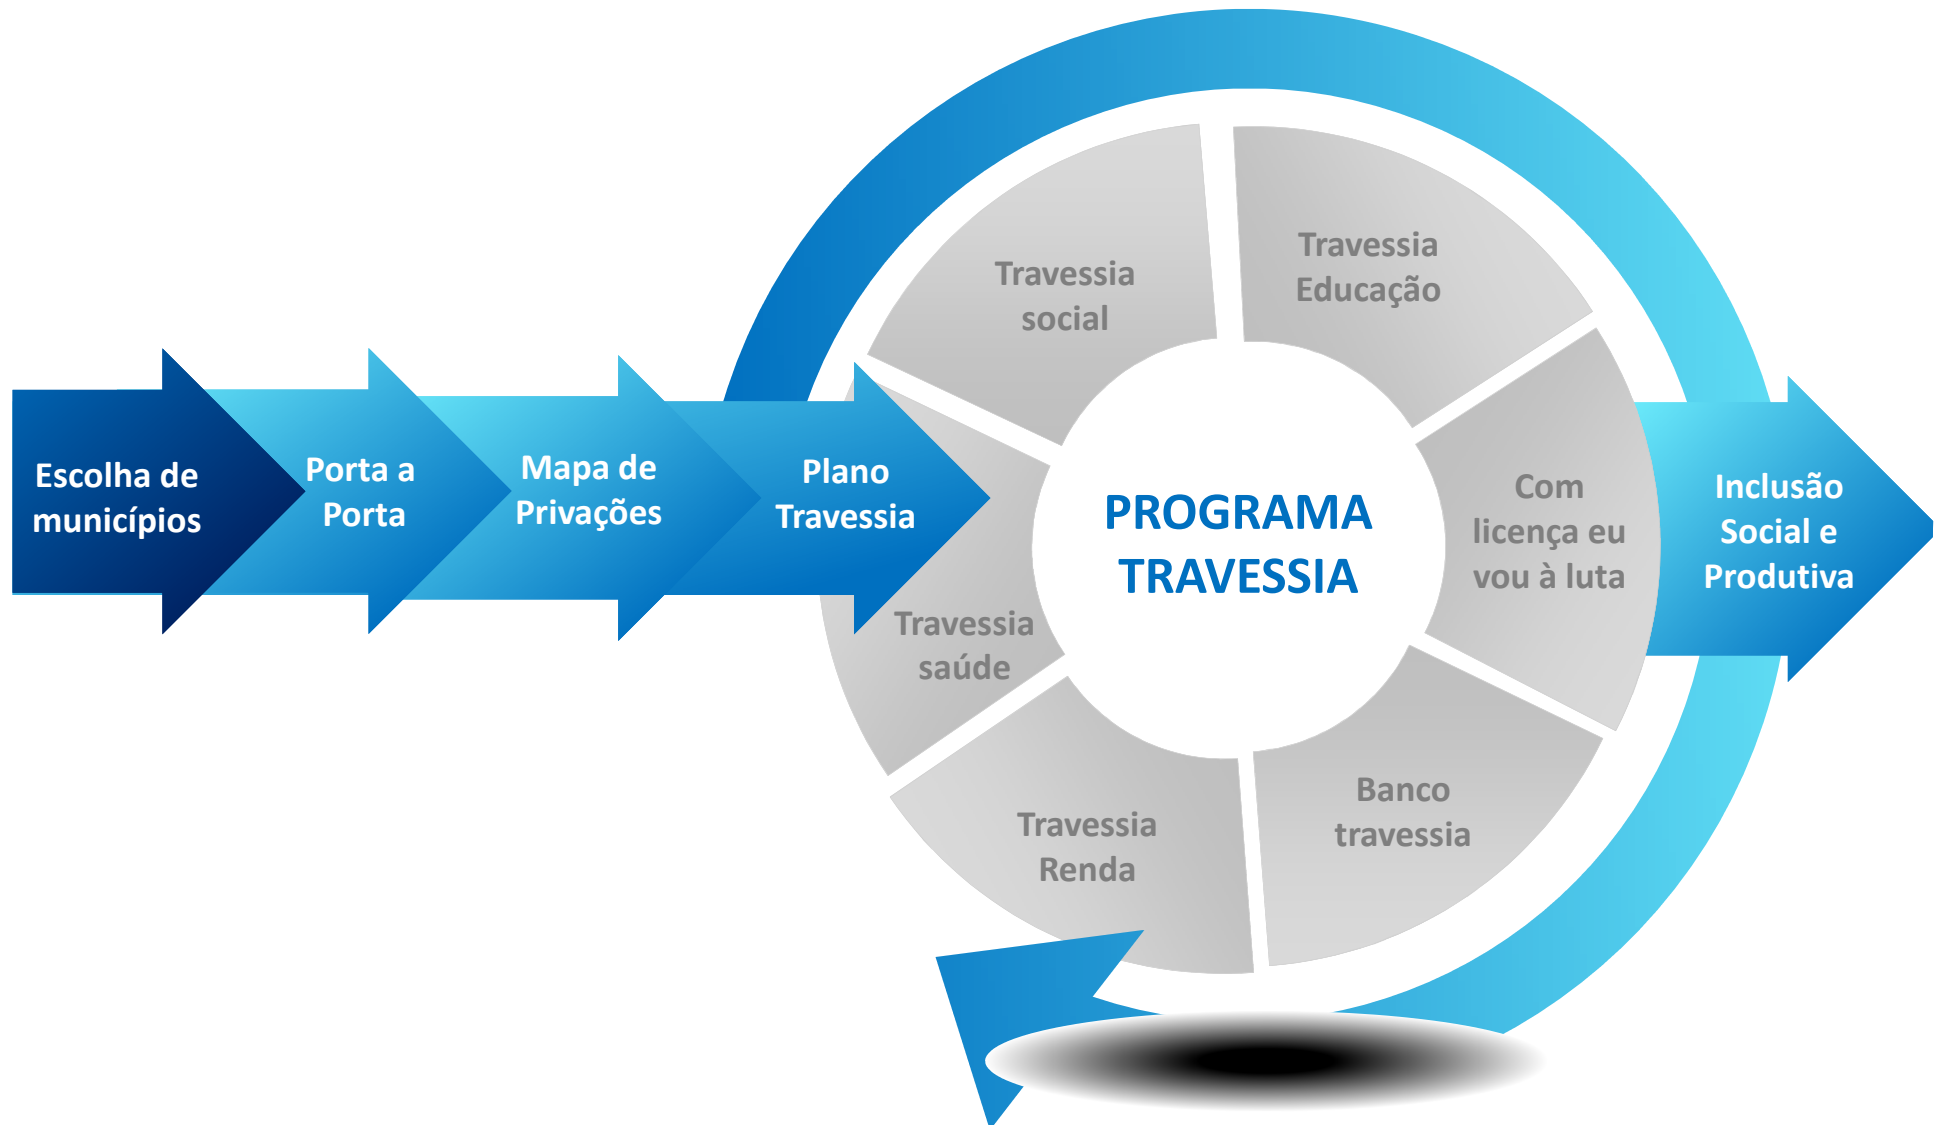 Escolha de
municípios
Porta a
Porta
Mapa de
Privações
Plano
Travessia
Travessia
social
Travessia
Educação
Com
licença eu
vou à luta
Banco
travessia
Travessia
Renda
Travessia
saúde
PROGRAMA
TRAVESSIA
Inclusão
Social e
Produtiva